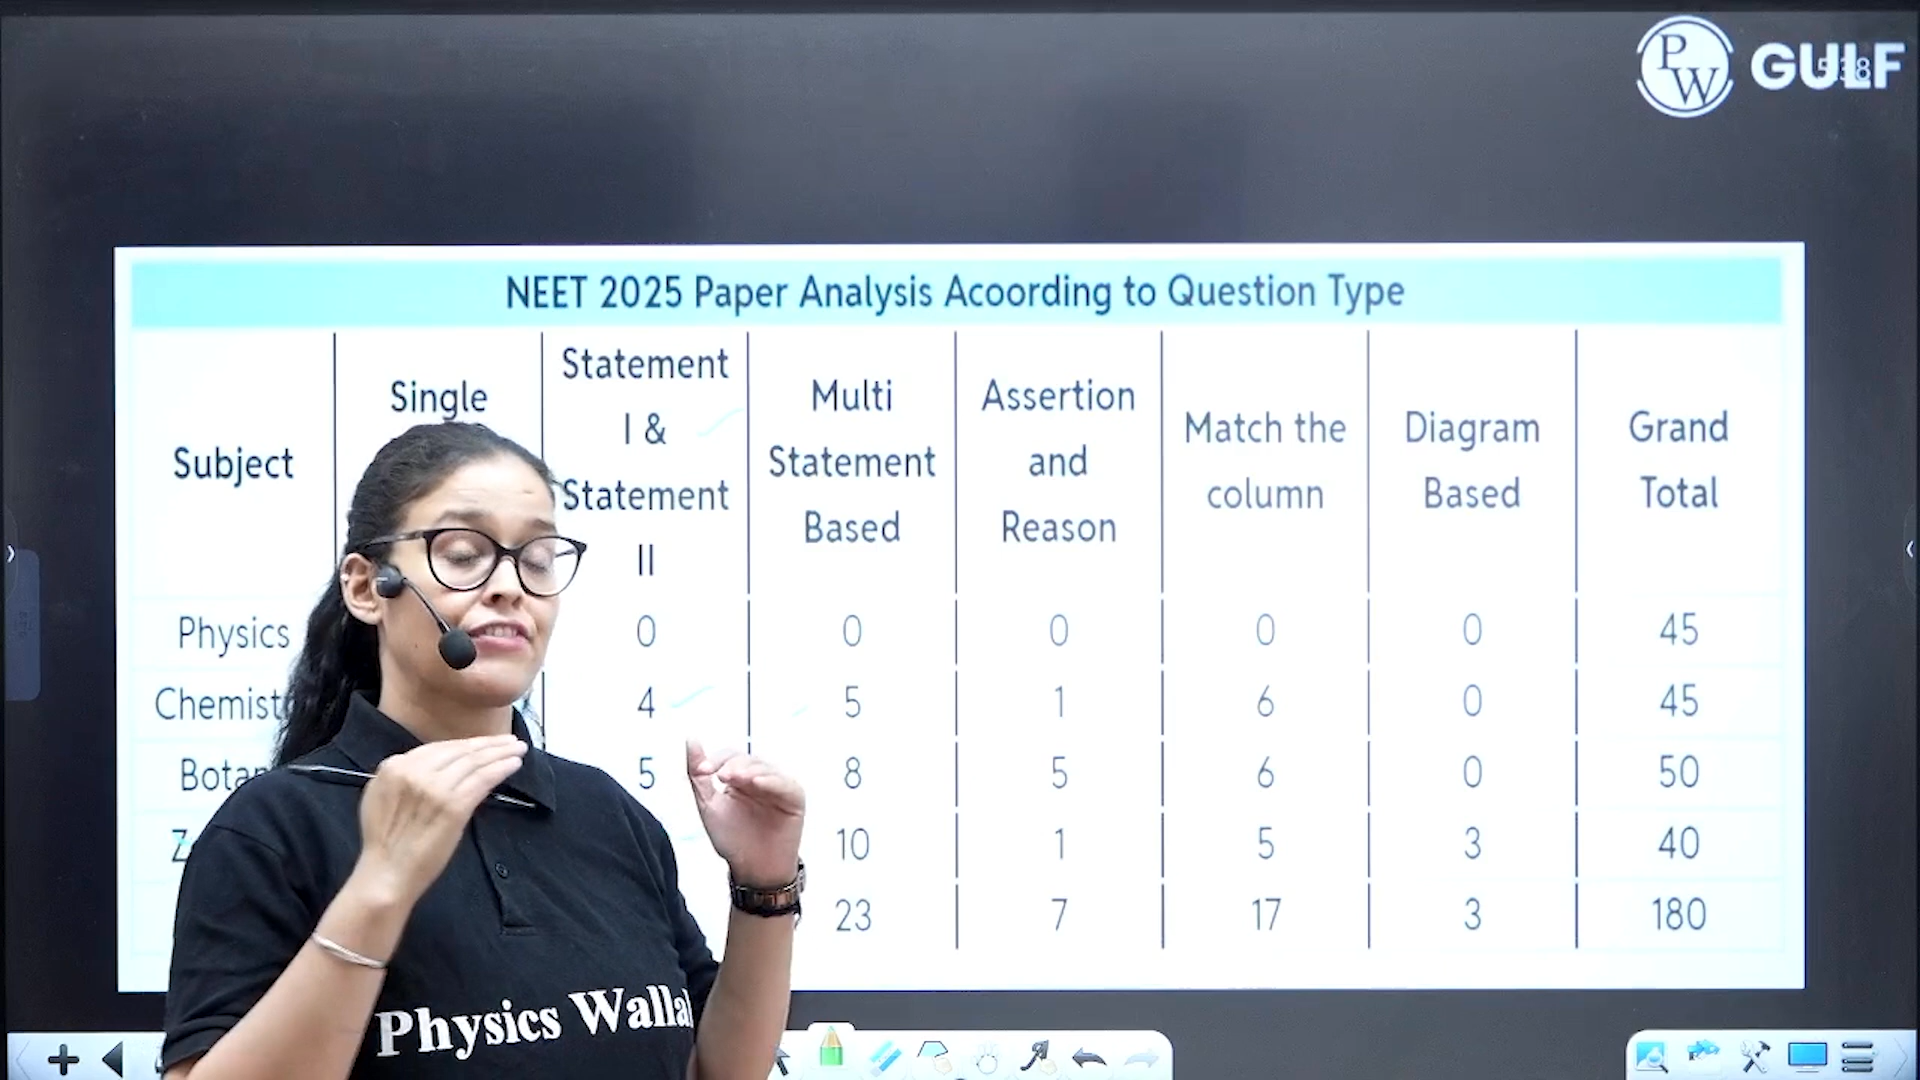 PW GULF
NEET 2025 Paper Analysis Acoording to Question Type
Subject
Single
Statement
I &
Statement
II
Multi
Statement
Based
Assertion
and
Reason
Match the
column
Diagram
Based
Grand
Total
Physics 0 0 0 0 0 45
4 5 1 6 0 45
5 8 5 6 0 50
10 1 5 3 40
23 7 17 3 180
Physics